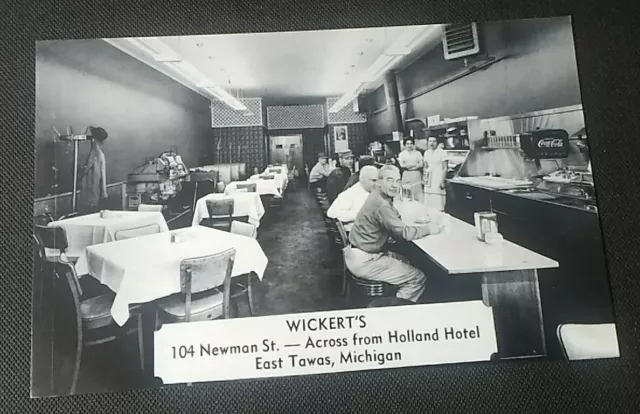 Coca-Cola
WICKERT'S
104 Newman St. — Across from Holland Hotel
East Tawas, Michigan